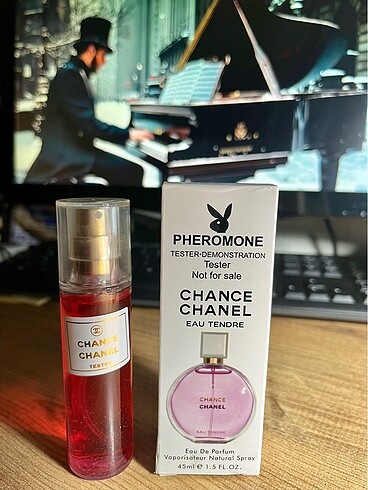 PHEROMONE
TESTER•DEMONSTRATION
Tester
Not for sale
CHANCE
CHANEL
EAU TENDRE
CHANCE
CHANEL
EAU TENDRE
Eau De Parfum
Vaporisateur Natural Spray
45ml e 1.5 FL.OZ.
CHANCE
CHANEL
TESTER